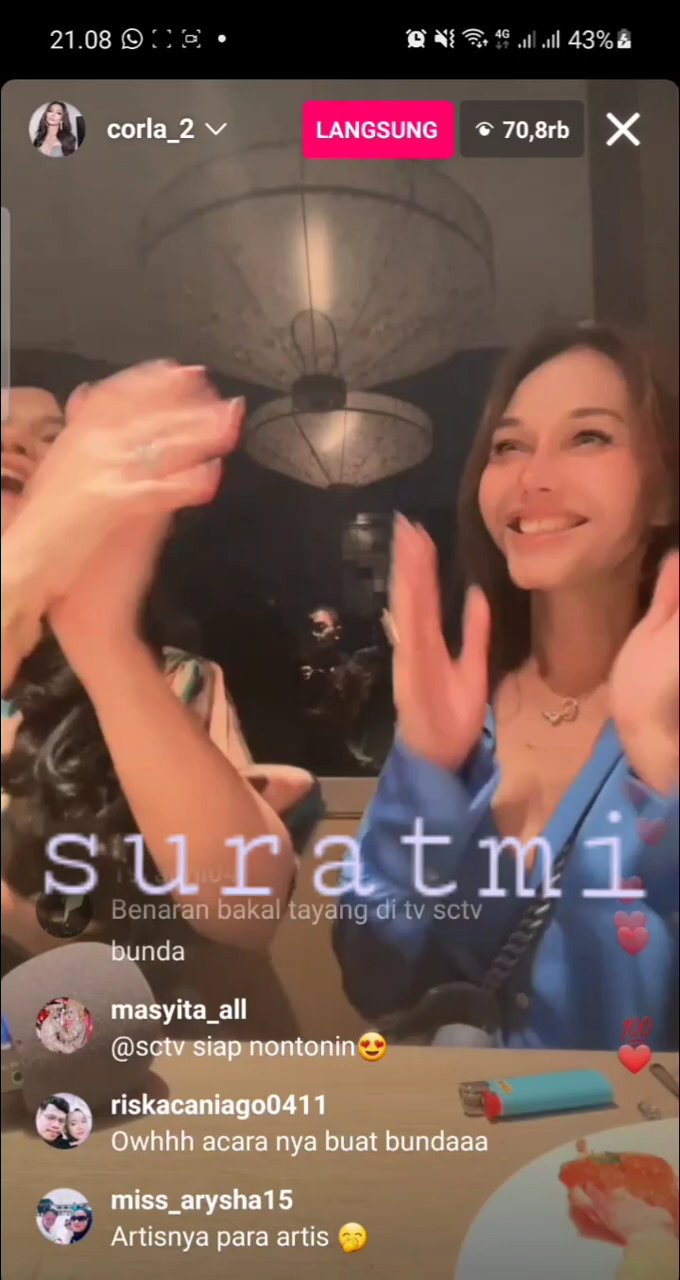 21.08
4G
43%
corla_2
LANGSUNG
70,8rb
suratmi
Benaran bakal tayang di tv sctv
bunda
masyita_all
@sctv siap nontonin😍
💯
riskacaniago0411
Owhhh acara nya buat bundaaa
miss_arysha15
Artisnya para artis 🤭